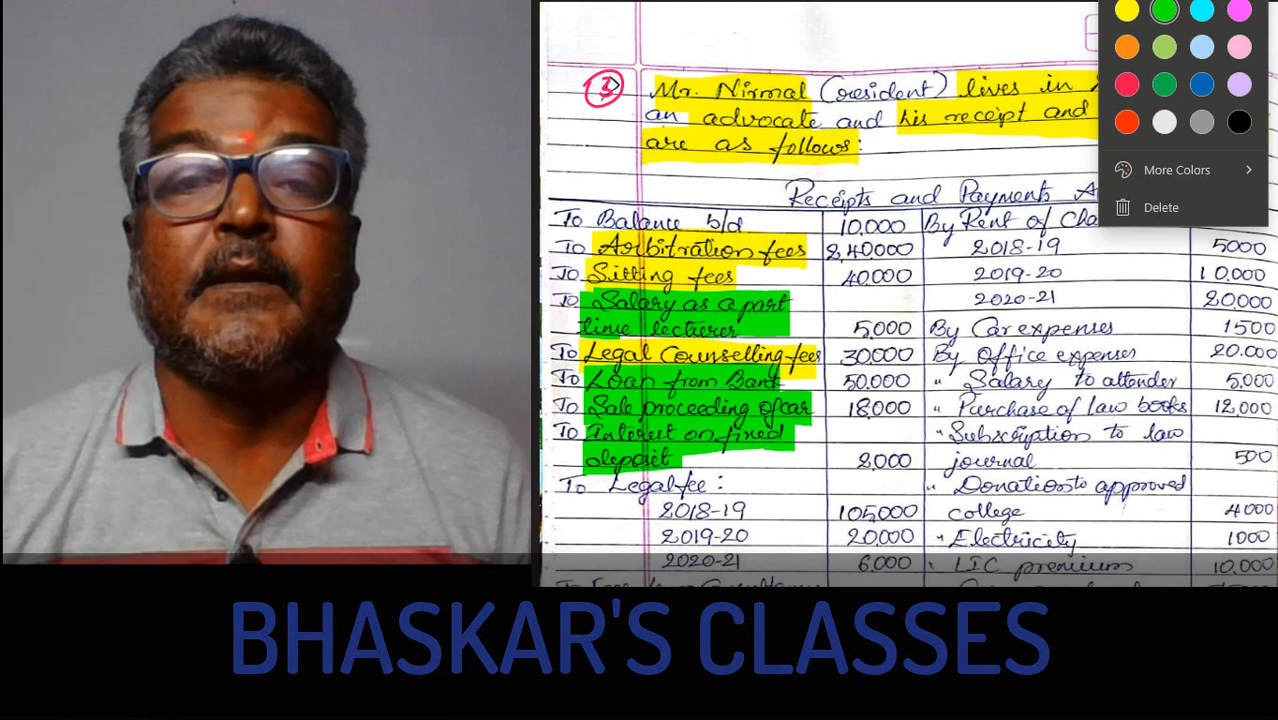 3 Mr. Nirmal (resident) lives in
an advocate and his receipt and
are as follows:
Receipts and Payments
To Balance b/d 10,000 By Rent of Cha
To Arbitration fees 2,40000 2018-19 5000
To Sitting fees 40,000 2019-20 10.000
To Salary as a part 2020-21 20,000
time lecturer 5,000 By Car expenses 1500
To Legal Counselling fees 30,000 By Office expenses 20.000
To Loan from Bank 50,000 " Salary to attender 5,000
To Sale proceeding of car 18,000 " Purchase of law books 12,000
To Interest on fixed " Subscription to law
deposit 2,000 journal 500
To Legal fee: " Donation to approved
2018-19 105,000 college 4000
2019-20 20,000 " Electricity 1000
2020-21 6,000 " LIC premium 10,000
More Colors
Delete
BHASKAR'S CLASSES